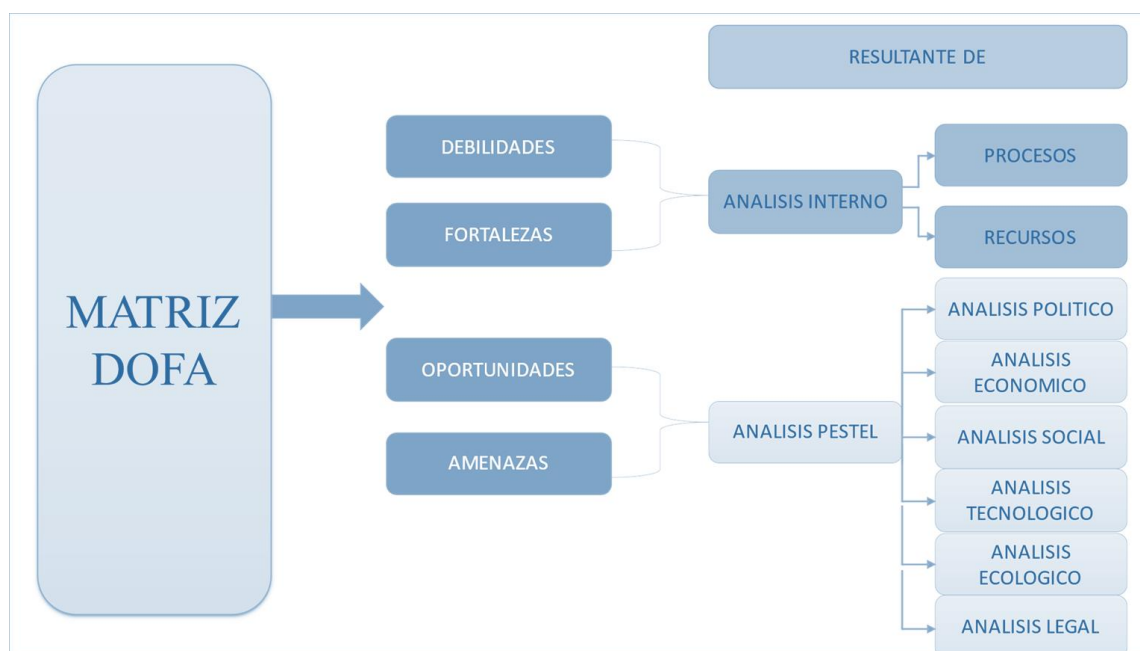 RESULTANTE DE
MATRIZ
DOFA
DEBILIDADES
FORTALEZAS
OPORTUNIDADES
AMENAZAS
ANALISIS INTERNO
PROCESOS
RECURSOS
ANALISIS PESTEL
ANALISIS POLITICO
ANALISIS
ECONOMICO
ANALISIS SOCIAL
ANALISIS
TECNOLOGICO
ANALISIS
ECOLOGICO
ANALISIS LEGAL